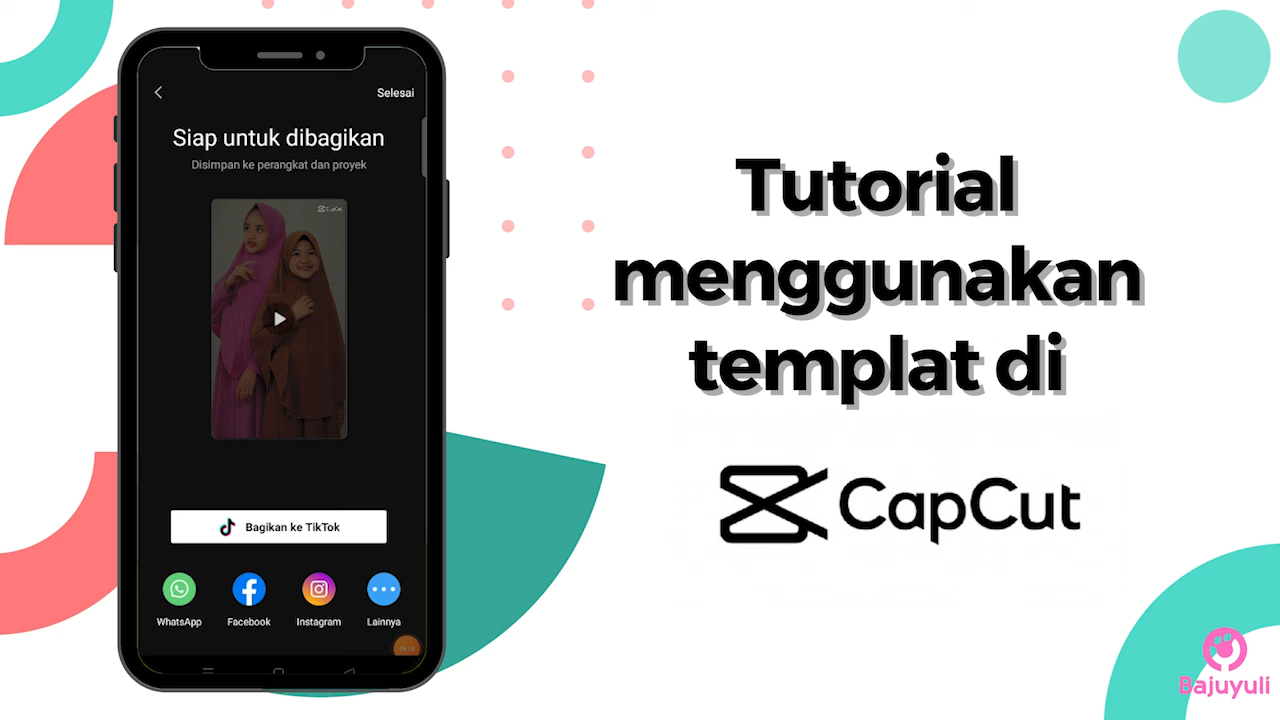 Selesai
Siap untuk dibagikan
Disimpan ke perangkat dan proyek
CapCut
Bagikan ke TikTok
WhatsApp
Facebook
Instagram
Lainnya
Tutorial
menggunakan
templat di
CapCut
Bajuyuli